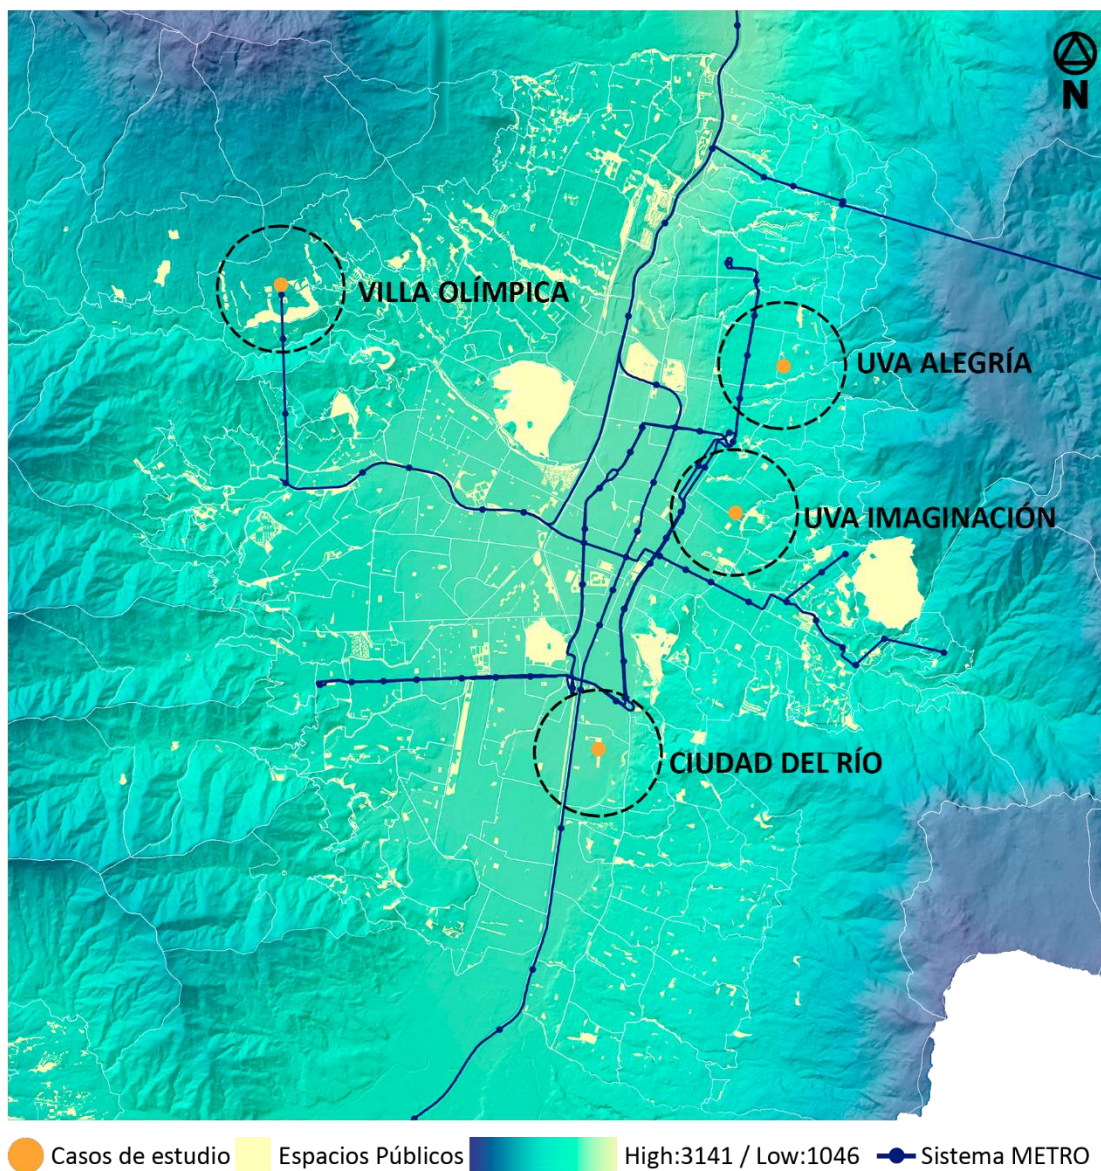 N
VILLA OLÍMPICA
UVA ALEGRÍA
UVA IMAGINACIÓN
CIUDAD DEL RÍO
Casos de estudio Espacios Públicos High:3141 / Low:1046 Sistema METRO